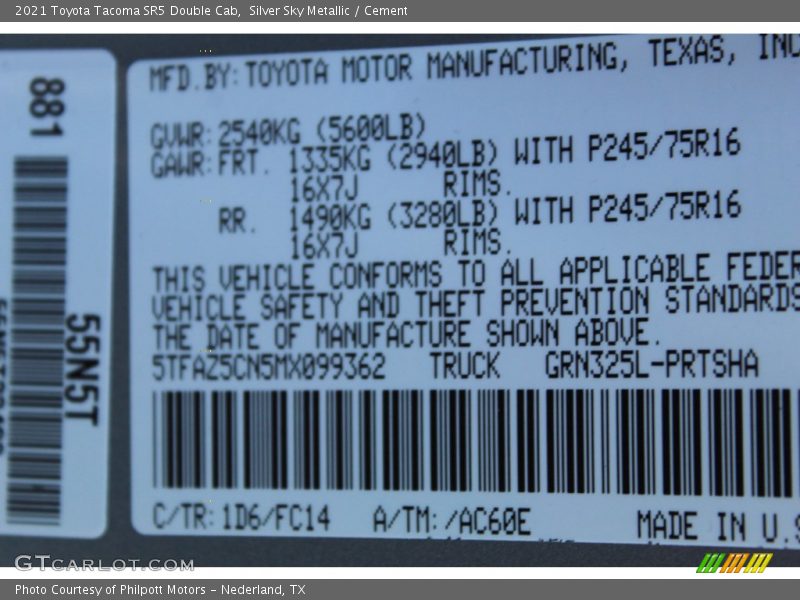 2021 Toyota Tacoma SR5 Double Cab,  Silver Sky Metallic / Cement
881
55N5T
MFD.BY:TOYOTA MOTOR MANUFACTURING, TEXAS, INC
GVWR:2540KG (5600LB)
GAWR:FRT. 1335KG (2940LB) WITH P245/75R16
16X7J RIMS.
RR. 1490KG (3280LB) WITH P245/75R16
16X7J RIMS.
THIS VEHICLE CONFORMS TO ALL APPLICABLE FEDER
VEHICLE SAFETY AND THEFT PREVENTION STANDARDS
THE DATE OF MANUFACTURE SHOWN ABOVE.
5TFAZ5CN5MX099362 TRUCK GRN325L-PRTSHA
C/TR:1D6/FC14 A/TM:/AC60E MADE IN U.S
GTCARLOT.COM
Photo Courtesy of Philpott Motors - Nederland, TX